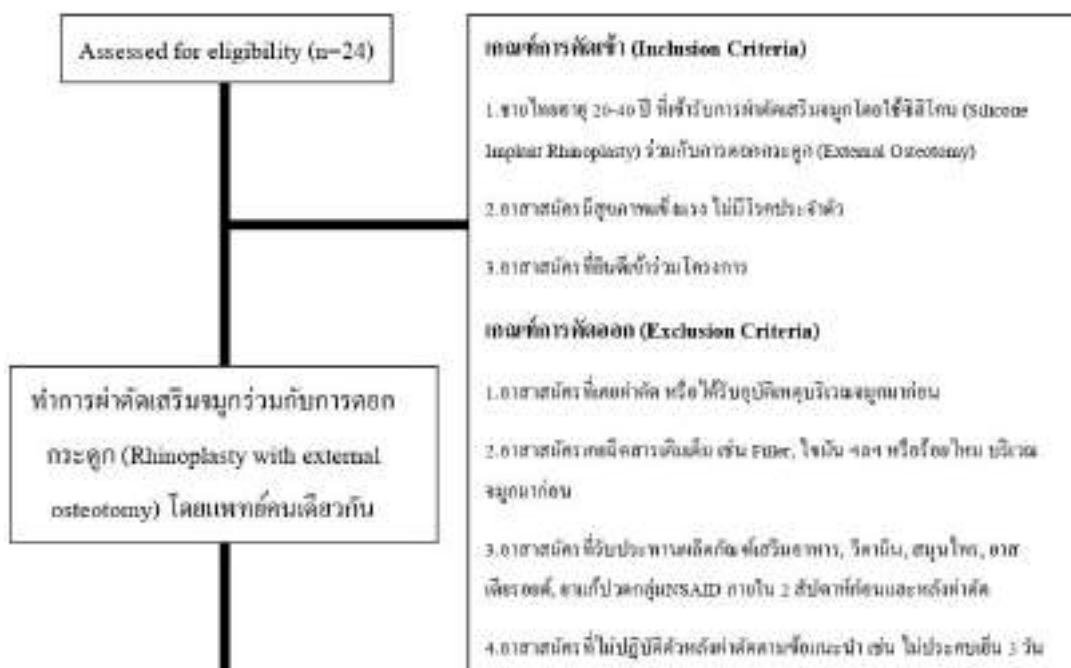 Assessed for eligibility (n=24)
เกณฑ์การคัดเข้า (Inclusion Criteria)
1.ชายไทยอายุ 20-40 ปี ที่เข้ารับการผ่าตัดเสริมจมูกโดยใช้ซิลิโคน (Silicone
Implant Rhinoplasty) ร่วมกับการตอกกระดูก (External Osteotomy)
2.อาสาสมัครมีสุขภาพแข็งแรง ไม่มีโรคประจำตัว
3.อาสาสมัครที่ยินดีเข้าร่วมโครงการ
เกณฑ์การคัดออก (Exclusion Criteria)
1.อาสาสมัครที่เคยผ่าตัด หรือได้รับอุบัติเหตุบริเวณจมูกมาก่อน
2.อาสาสมัครเคยฉีดสารเติมเต็ม เช่น Filler, ไขมัน ฯลฯ หรือร้อยไหม บริเวณ
จมูกมาก่อน
3.อาสาสมัครที่รับประทานผลิตภัณฑ์เสริมอาหาร, วิตามิน, สมุนไพร, ยาส
เตียรอยด์, ยาแก้ปวดกลุ่มNSAID ภายใน 2 สัปดาห์ก่อนและหลังผ่าตัด
4.อาสาสมัครที่ไม่ปฏิบัติตัวหลังผ่าตัดตามข้อแนะนำ เช่น ไม่ประคบเย็น 3 วัน
ทำการผ่าตัดเสริมจมูกร่วมกับการตอก
กระดูก (Rhinoplasty with external
osteotomy) โดยแพทย์คนเดียวกัน